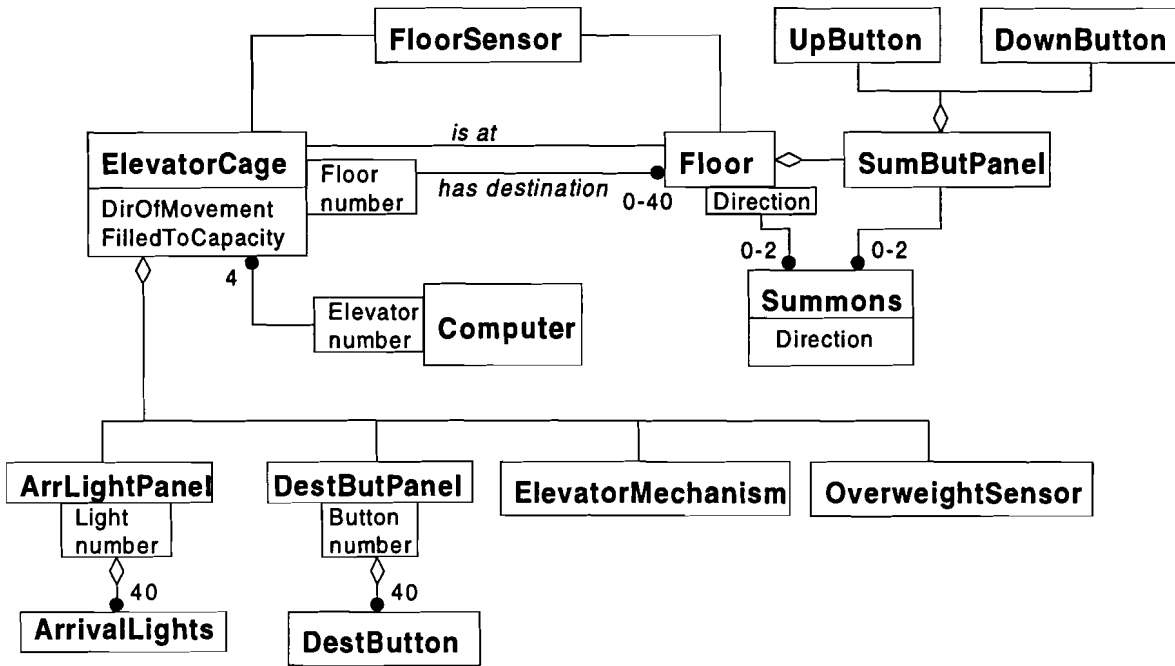 FloorSensor
UpButton
DownButton
is at
ElevatorCage
Floor
number
has destination
Floor
SumButPanel
0-40
Direction
DirOfMovement
FilledToCapacity
4
0-2
0-2
Elevator
number
Computer
Summons
Direction
ArrLightPanel
Light
number
DestButPanel
Button
number
ElevatorMechanism
OverweightSensor
40
ArrivalLights
40
DestButton